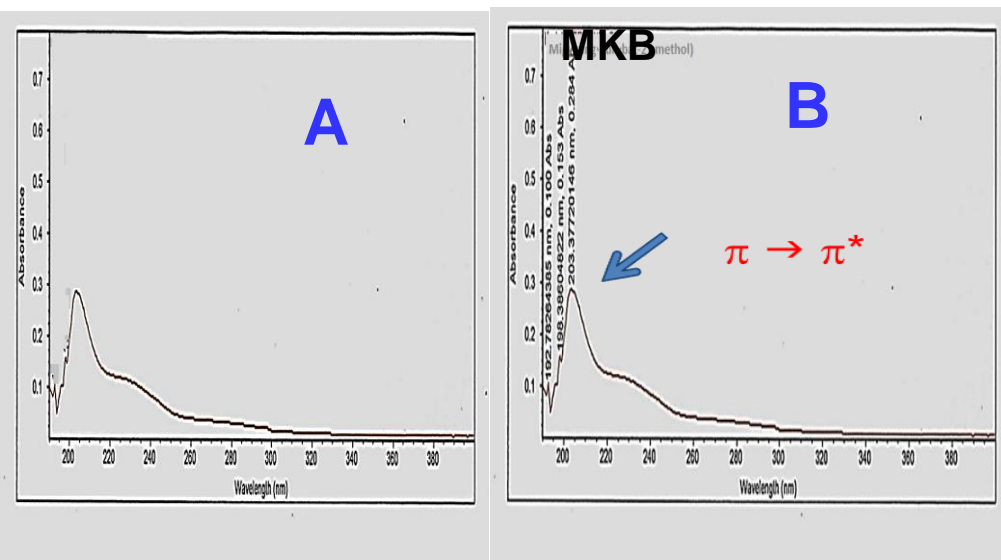 A
0.7
0.6
0.5
0.4
0.3
0.2
0.1
Absorbance
200 220 240 260 280 300 320 340 360 380
Wavelength (nm)
MKB
methol)
B
0.7
0.6
0.5
0.4
0.3
0.2
0.1
Absorbance
192.78264385 nm, 0.100 Abs
198.38604822 nm, 0.153 Abs
203.37720146 nm, 0.284 A
π → π*
200 220 240 260 280 300 320 340 360 380
Wavelength (nm)